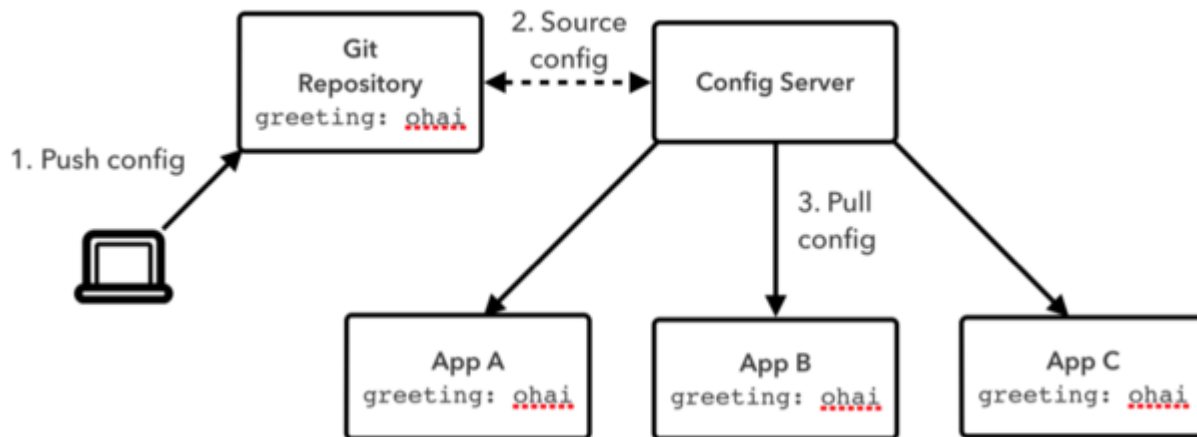 Git
Repository
greeting: ohai
2. Source
config
Config Server
1. Push config
3. Pull
config
App A
greeting: ohai
App B
greeting: ohai
App C
greeting: ohai